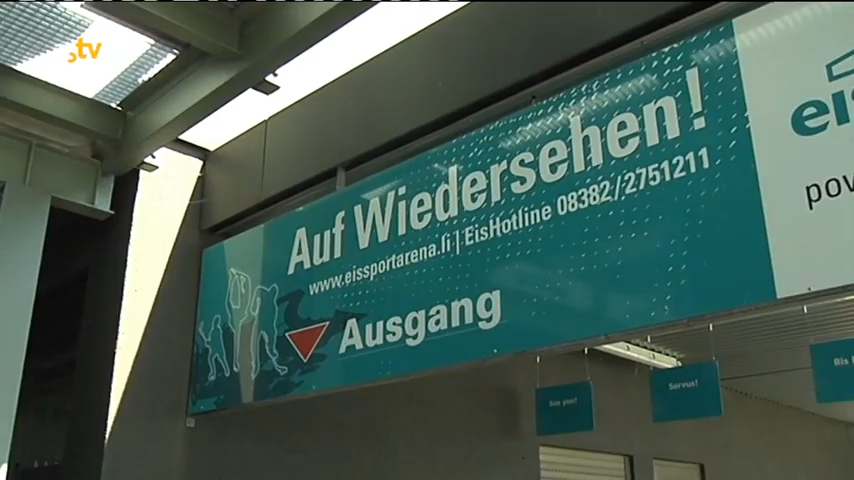 tv
Auf Wiedersehen!
www.eissportarena.li | EisHotline 08382/2751211
Ausgang
See you!
Servus!
Bis
eis
pow